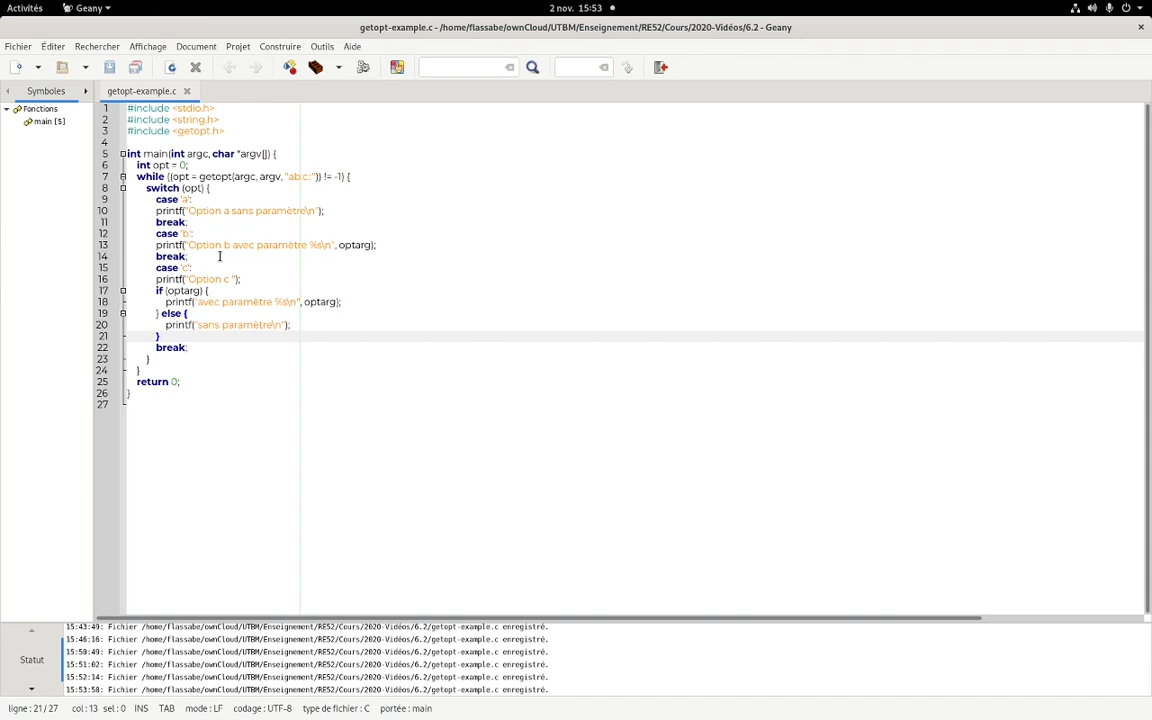 Activités Geany 2 nov. 15:53
getopt-example.c - /home/flassabe/ownCloud/UTBM/Enseignement/RE52/Cours/2020-Vidéos/6.2 - Geany
Fichier Éditer Rechercher Affichage Document Projet Construire Outils Aide
Symboles getopt-example.c
Fonctions
main [5]
1 #include <stdio.h>
2 #include <string.h>
3 #include <getopt.h>
4
5 int main(int argc, char *argv[]) {
6 int opt = 0;
7 while ((opt = getopt(argc, argv, "ab:c::")) != -1) {
8 switch (opt) {
9 case 'a':
10 printf("Option a sans paramètre\n");
11 break;
12 case 'b':
13 printf("Option b avec paramètre %s\n", optarg);
14 break;
15 case 'c':
16 printf("Option c ");
17 if (optarg) {
18 printf("avec paramètre %s\n", optarg);
19 } else {
20 printf("sans paramètre\n");
21 }
22 break;
23 }
24 }
25 return 0;
26 }
27
15:43:49: Fichier /home/flassabe/ownCloud/UTBM/Enseignement/RE52/Cours/2020-Vidéos/6.2/getopt-example.c enregistré.
15:46:16: Fichier /home/flassabe/ownCloud/UTBM/Enseignement/RE52/Cours/2020-Vidéos/6.2/getopt-example.c enregistré.
15:50:49: Fichier /home/flassabe/ownCloud/UTBM/Enseignement/RE52/Cours/2020-Vidéos/6.2/getopt-example.c enregistré.
15:51:02: Fichier /home/flassabe/ownCloud/UTBM/Enseignement/RE52/Cours/2020-Vidéos/6.2/getopt-example.c enregistré.
15:52:14: Fichier /home/flassabe/ownCloud/UTBM/Enseignement/RE52/Cours/2020-Vidéos/6.2/getopt-example.c enregistré.
15:53:58: Fichier /home/flassabe/ownCloud/UTBM/Enseignement/RE52/Cours/2020-Vidéos/6.2/getopt-example.c enregistré.
Statut
ligne : 21 / 27 col : 13 sel : 0 INS TAB mode : LF codage : UTF-8 type de fichier : C portée : main